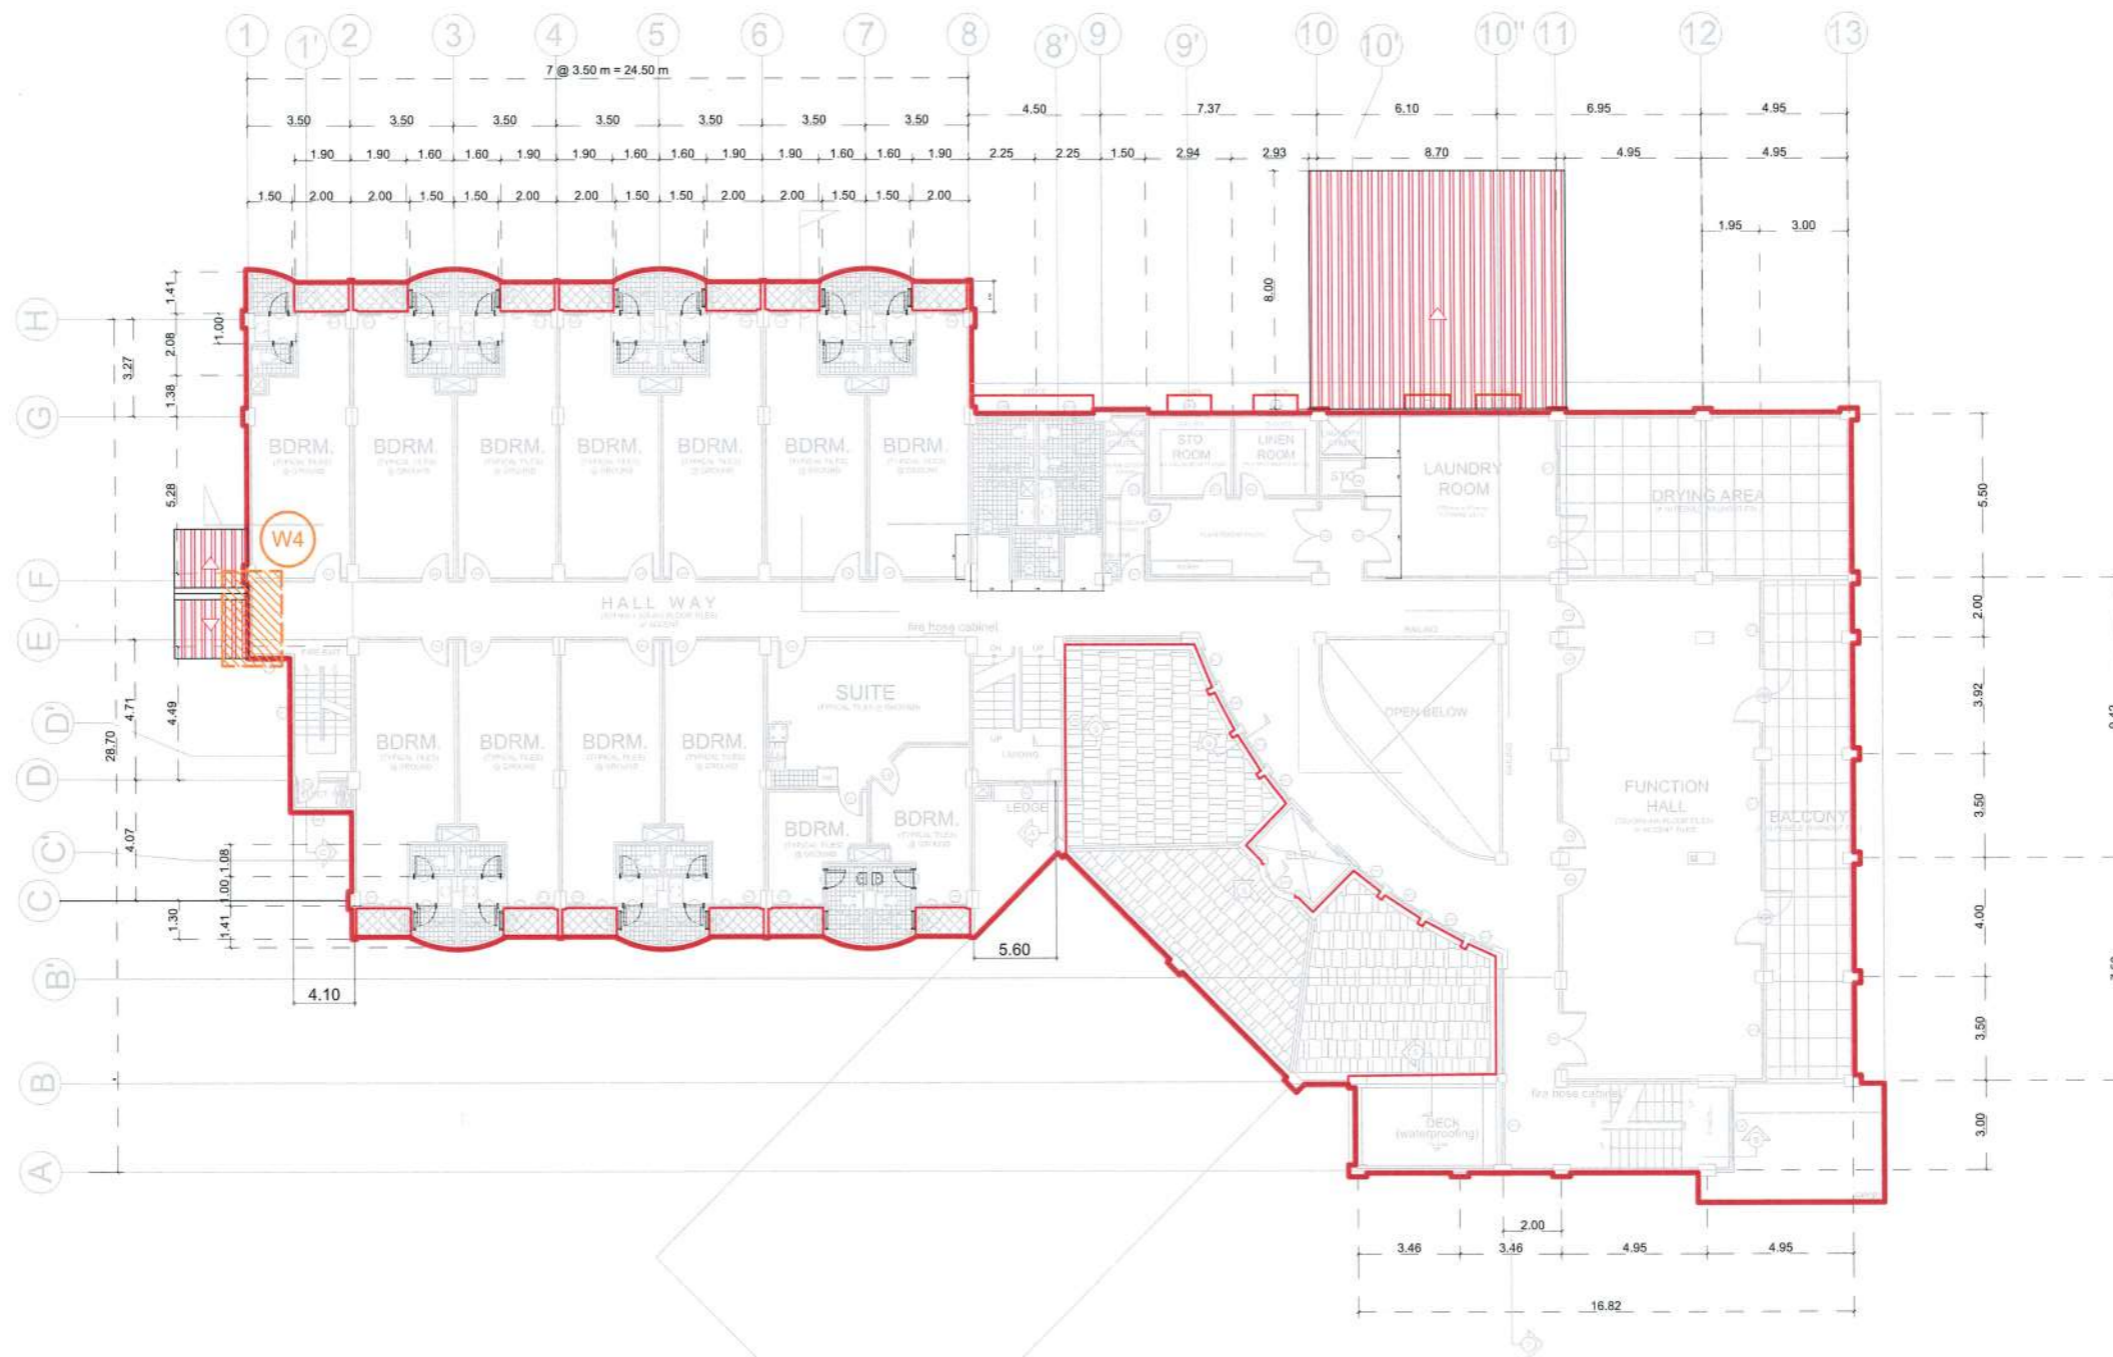 1 1' 2 3 4 5 6 7 8 8' 9 9' 10 10' 10" 11 12 13
7 @ 3.50 m = 24.50 m
4.50 7.37 6.10 6.95 4.95
3.50 3.50 3.50 3.50 3.50 3.50 3.50
1.90 1.90 1.60 1.60 1.90 1.90 1.60 1.60 1.90 1.90 1.60 1.60 1.90 2.25 2.25 1.50 2.94 2.93 8.70 4.95 4.95
1.50 2.00 2.00 1.50 1.50 2.00 2.00 1.50 1.50 2.00 2.00 1.50 1.50 2.00
1.95 3.00
8.00
H
G
F
E
D'
D
C'
C
B'
B
A
1.41
1.00
2.08
3.27
1.38
5.28
4.71
4.49
28.70
4.07
1.08
1.00
1.30
1.41
W4
BDRM. BDRM. BDRM. BDRM. BDRM. BDRM. BDRM.
STO. ROOM
LINEN ROOM
STO.
LAUNDRY ROOM
DRYING AREA
HALL WAY
fire hose cabinet
RAILING
DN UP
SUITE
OPEN BELOW
UP
LANDING
BDRM. BDRM. BDRM. BDRM.
BDRM. BDRM.
LEDGE
FUNCTION HALL
BALCONY
5.60
4.10
DECK
(waterproofing)
fire hose cabinet
5.50
2.00
3.92
3.50
4.00
3.50
3.00
2.00
3.46 3.46 4.95 4.95
16.82